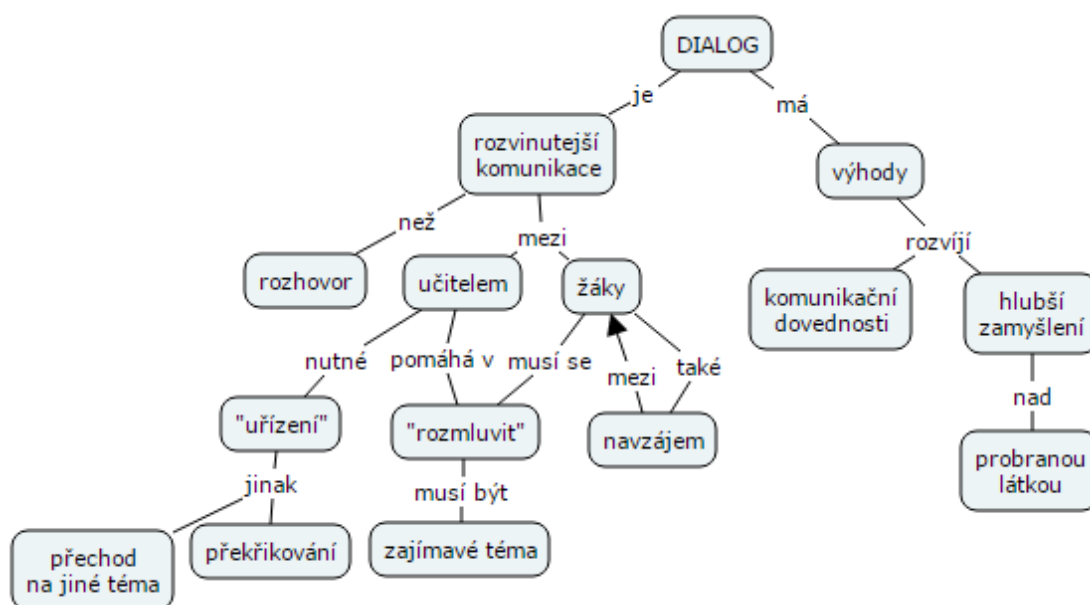 DIALOG
je
má
rozvinutejší
komunikace
výhody
než
mezi
rozvíjí
rozhovor
učitelem
žáky
komunikační
dovednosti
hlubší
zamyšlení
nutné
pomáhá v
musí se
mezi
také
nad
"uřízení"
"rozmluvit"
navzájem
probranou
látkou
jinak
musí být
přechod
na jiné téma
překřikování
zajímavé téma